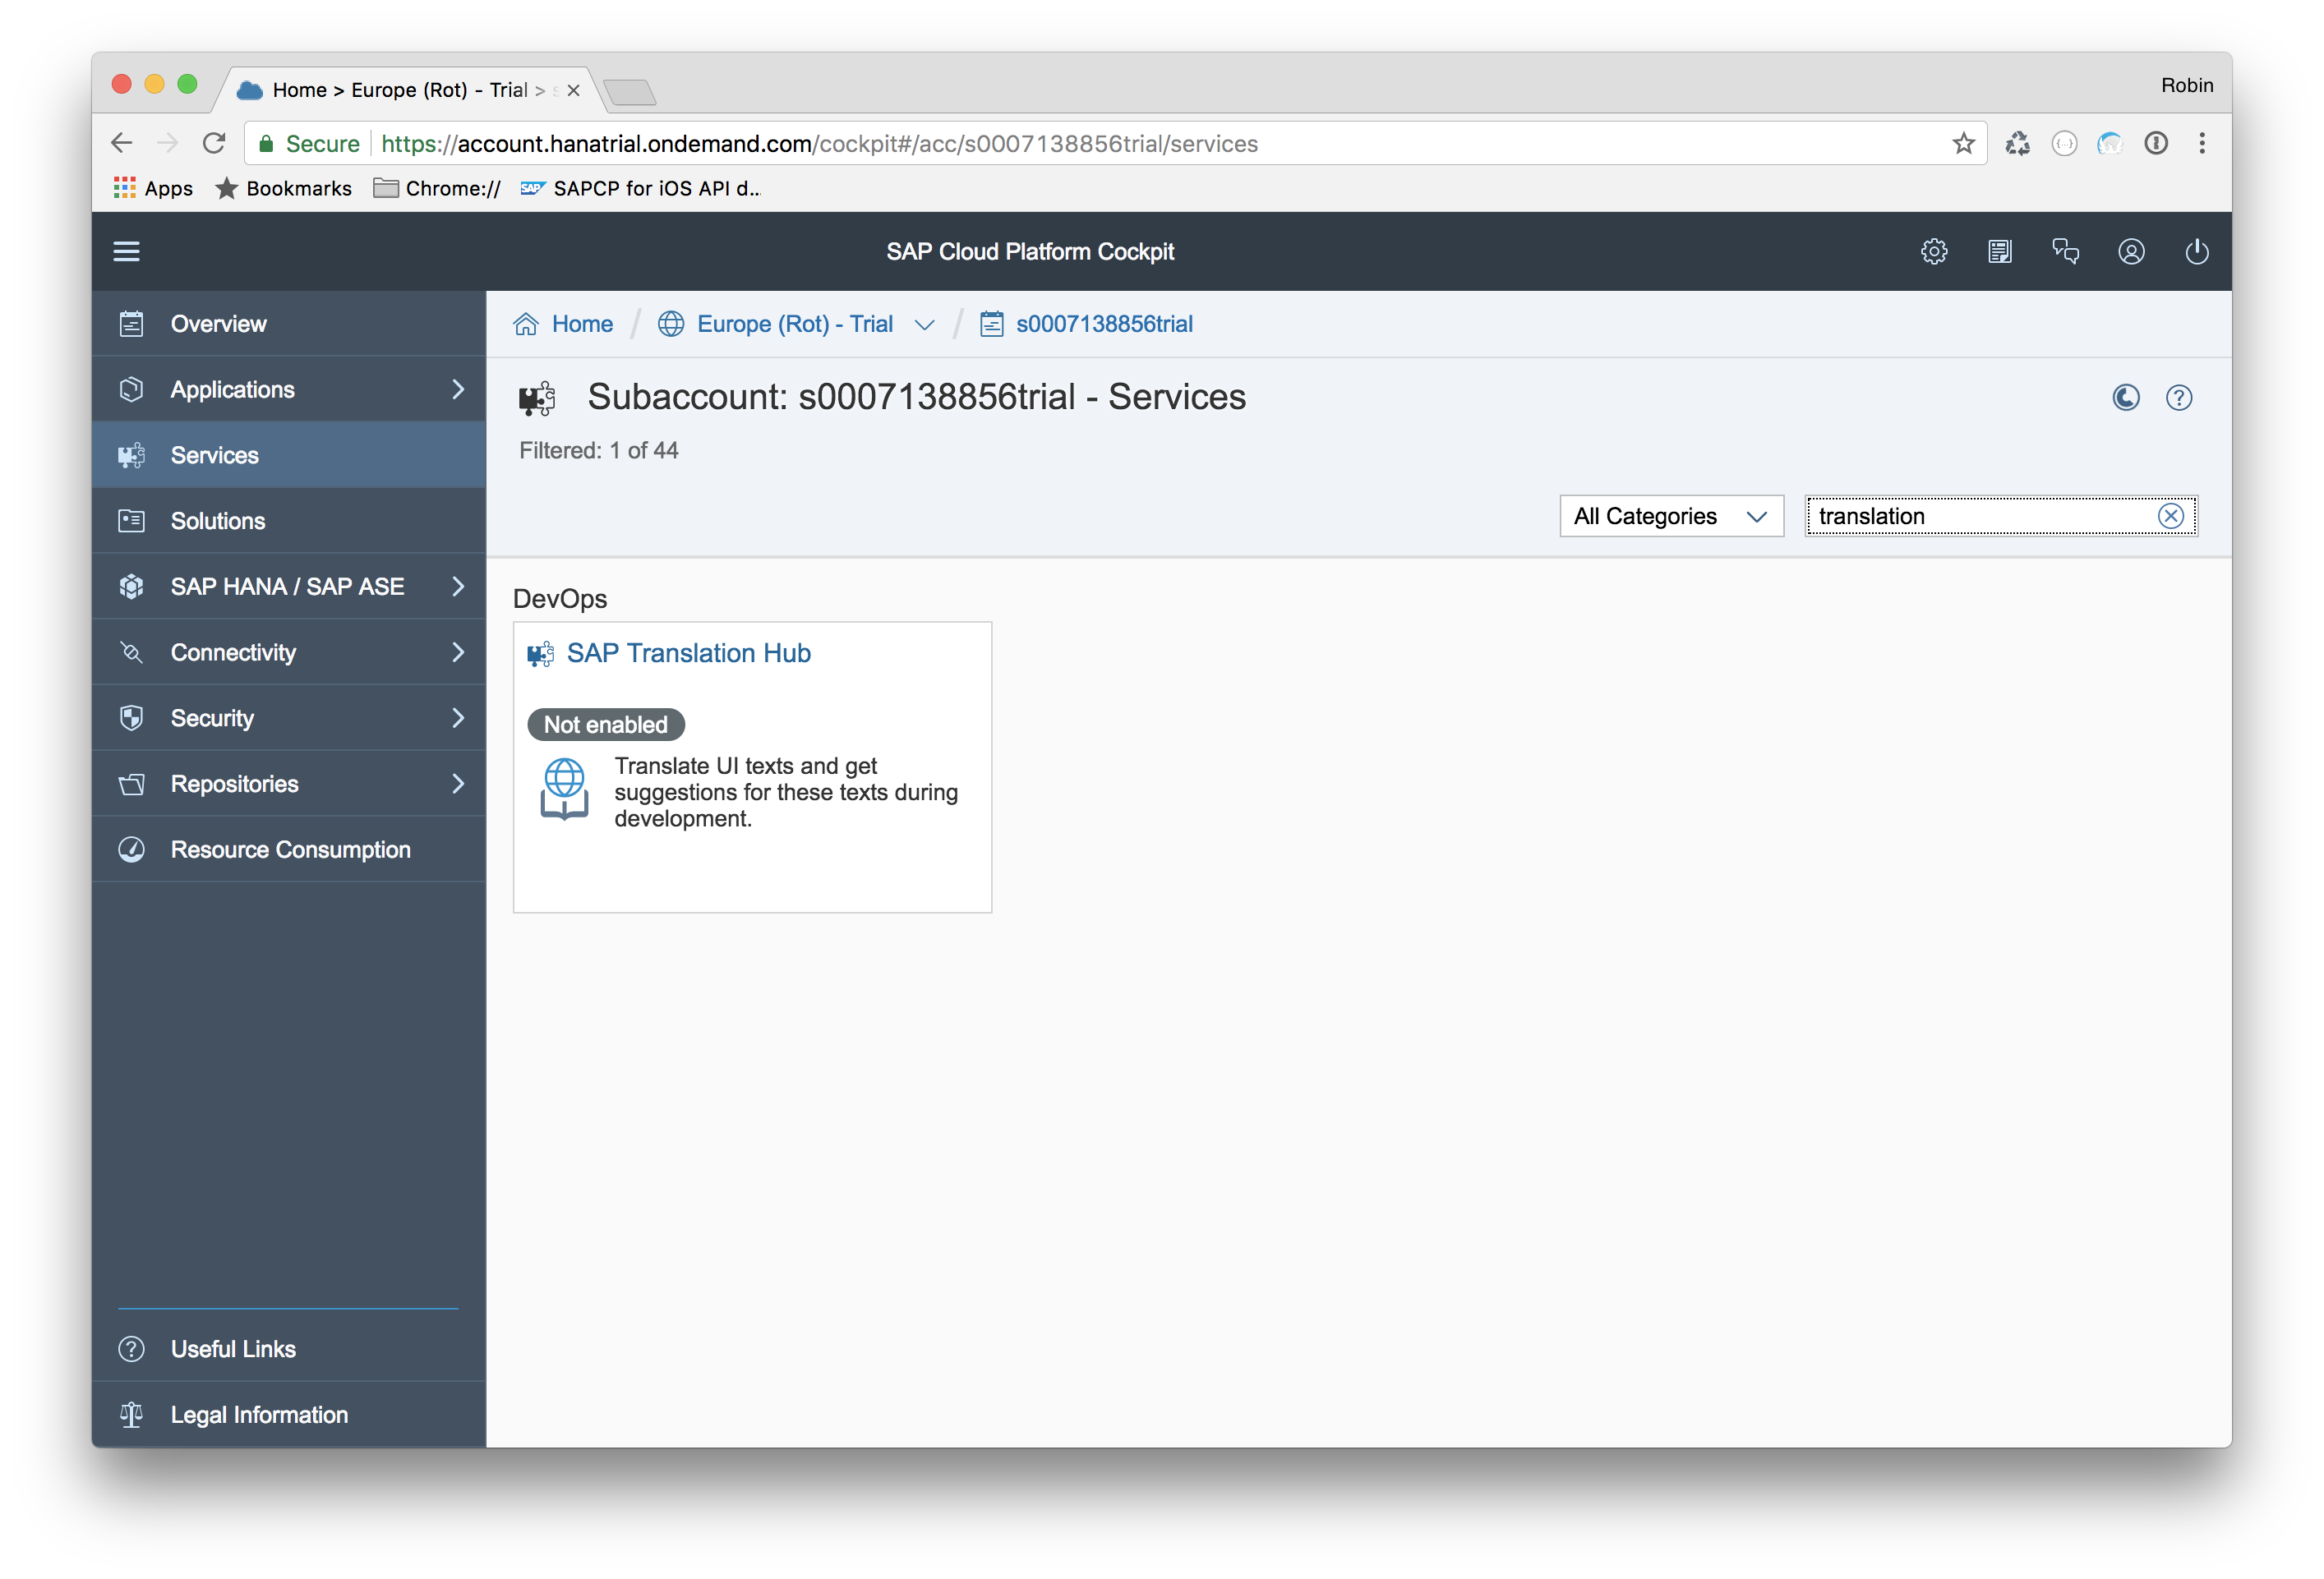 Home > Europe (Rot) - Trial >
Robin
Secure https://account.hanatrial.ondemand.com/cockpit#/acc/s0007138856trial/services
Apps Bookmarks Chrome:// SAP SAPCP for iOS API d...
SAP Cloud Platform Cockpit
Overview
Applications
Services
Solutions
SAP HANA / SAP ASE
Connectivity
Security
Repositories
Resource Consumption
Useful Links
Legal Information
Home / Europe (Rot) - Trial / s0007138856trial
Subaccount: s0007138856trial - Services
Filtered: 1 of 44
All Categories
translation
DevOps
SAP Translation Hub
Not enabled
Translate UI texts and get
suggestions for these texts during
development.